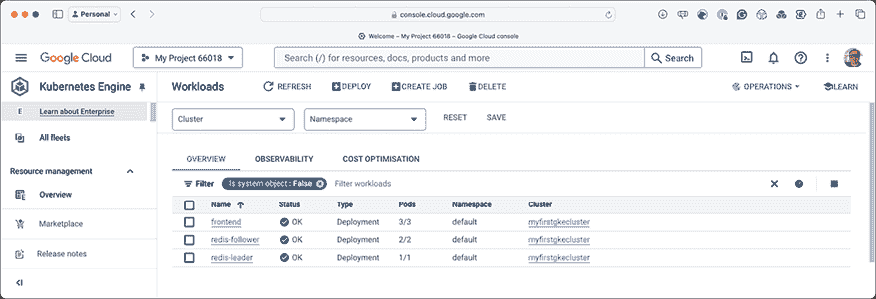 Personal
console.cloud.google.com
Welcome – My Project 66018 – Google Cloud console
Google Cloud
My Project 66018
Search (/) for resources, docs, products and more
Search
Kubernetes Engine
Workloads
REFRESH
DEPLOY
CREATE JOB
DELETE
OPERATIONS
LEARN
E Learn about Enterprise
All fleets
Resource management
Overview
Marketplace
Release notes
Cluster
Namespace
RESET
SAVE
OVERVIEW
OBSERVABILITY
COST OPTIMISATION
Filter
Is system object : False
Filter workloads
Name Status Type Pods Namespace Cluster
frontend OK Deployment 3/3 default myfirstgkecluster
redis-follower OK Deployment 2/2 default myfirstgkecluster
redis-leader OK Deployment 1/1 default myfirstgkecluster